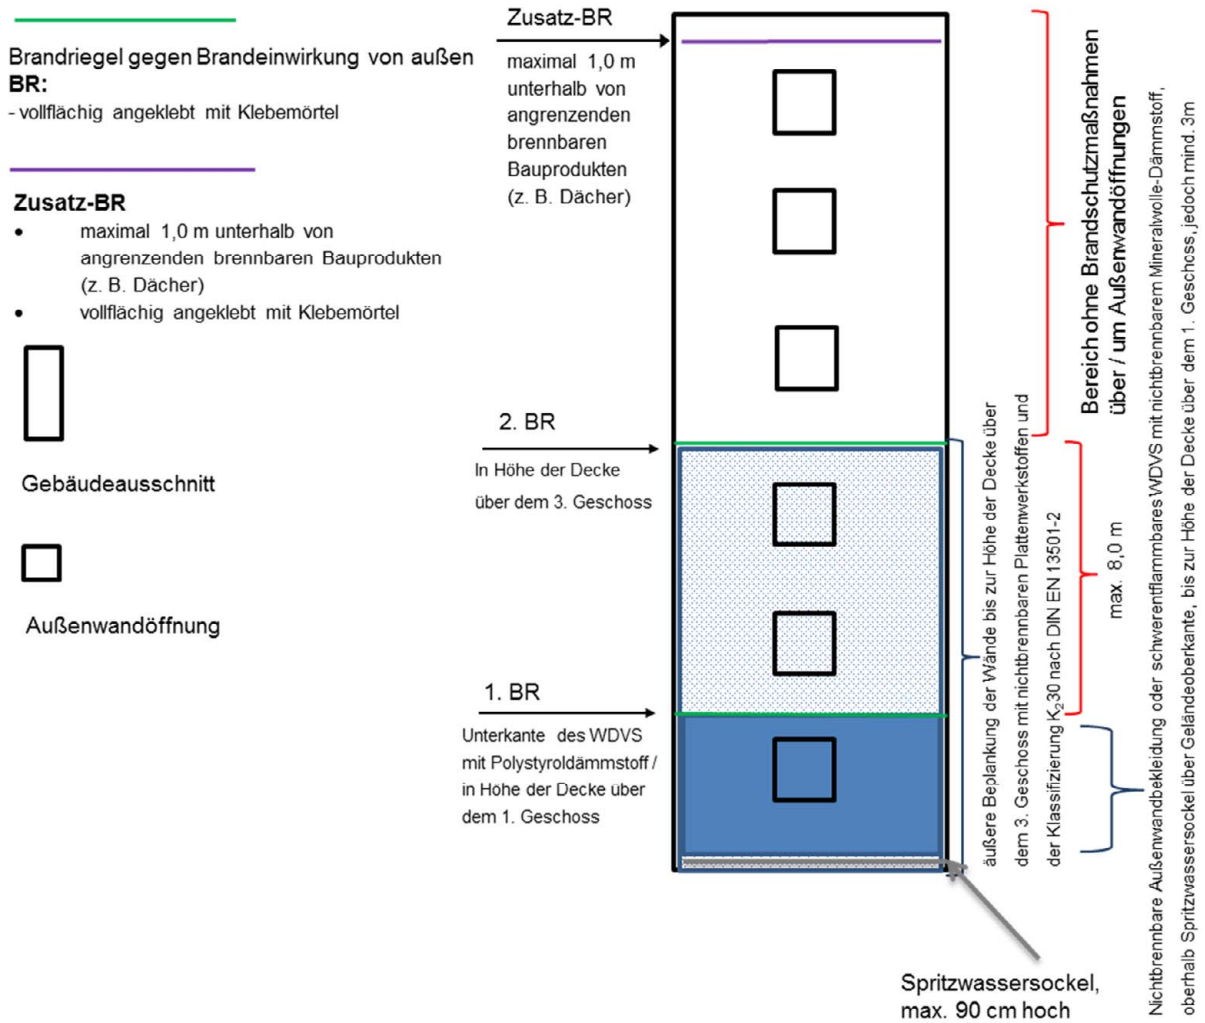 Brandriegel gegen Brandeinwirkung von außen
BR:
- vollflächig angeklebt mit Klebemörtel
Zusatz-BR
• maximal 1,0 m unterhalb von
angrenzenden brennbaren Bauprodukten
(z. B. Dächer)
• vollflächig angeklebt mit Klebemörtel
Gebäudeausschnitt
Außenwandöffnung
Zusatz-BR
maximal 1,0 m
unterhalb von
angrenzenden
brennbaren
Bauprodukten
(z. B. Dächer)
2. BR
In Höhe der Decke
über dem 3. Geschoss
1. BR
Unterkante des WDVS
mit Polystyroldämmstoff /
in Höhe der Decke über
dem 1. Geschoss
äußere Beplankung der Wände bis zur Höhe der Decke über
dem 3. Geschoss mit nichtbrennbaren Plattenwerkstoffen und
der Klassifizierung K₂30 nach DIN EN 13501-2
Bereich ohne Brandschutzmaßnahmen
über / um Außenwandöffnungen
max. 8,0 m
Nichtbrennbare Außenwandbekleidung oder schwerentflammbares WDVS mit nichtbrennbarem Mineralwolle-Dämmstoff,
oberhalb Spritzwassersockel über Geländeoberkante, bis zur Höhe der Decke über dem 1. Geschoss, jedoch mind. 3m
Spritzwassersockel,
max. 90 cm hoch